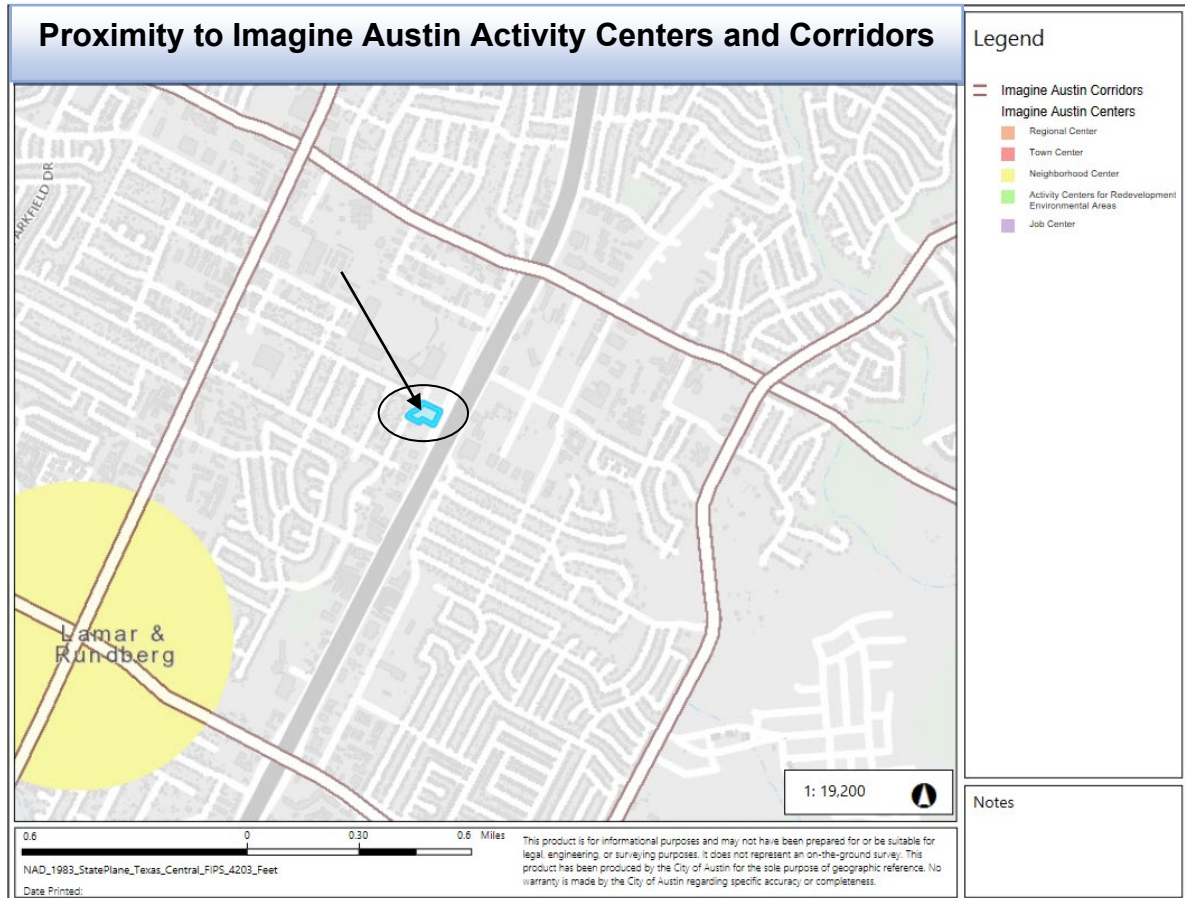 Proximity to Imagine Austin Activity Centers and Corridors
Legend
Imagine Austin Corridors
Imagine Austin Centers
Regional Center
Town Center
Neighborhood Center
Activity Centers for Redevelopment
Environmental Areas
Job Center
ARKFIELD DR
Lamar &
Rundberg
1: 19,200
Notes
0.6 0 0.30 0.6 Miles
NAD_1983_StatePlane_Texas_Central_FIPS_4203_Feet
Date Printed:
This product is for informational purposes and may not have been prepared for or be suitable for
legal, engineering, or surveying purposes. It does not represent an on-the-ground survey. This
product has been produced by the City of Austin for the sole purpose of geographic reference. No
warranty is made by the City of Austin regarding specific accuracy or completeness.